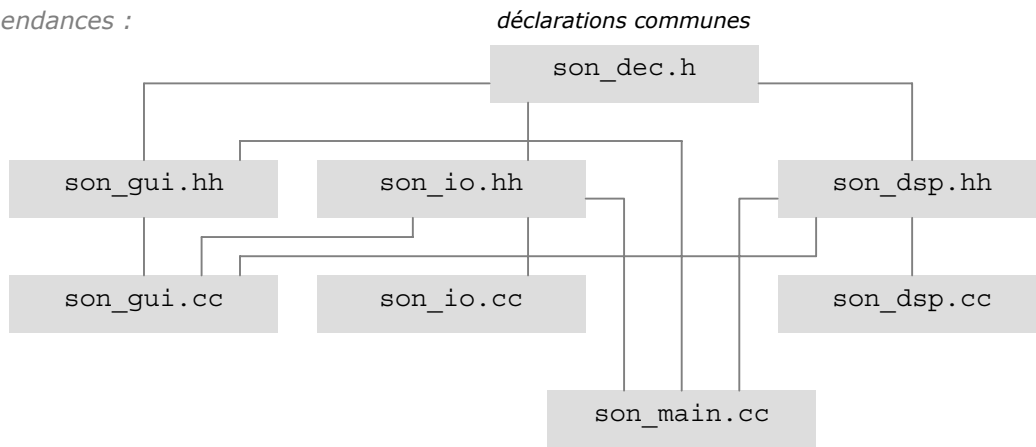 endances :
déclarations communes
son_dec.h
son_gui.hh
son_io.hh
son_dsp.hh
son_gui.cc
son_io.cc
son_dsp.cc
son_main.cc